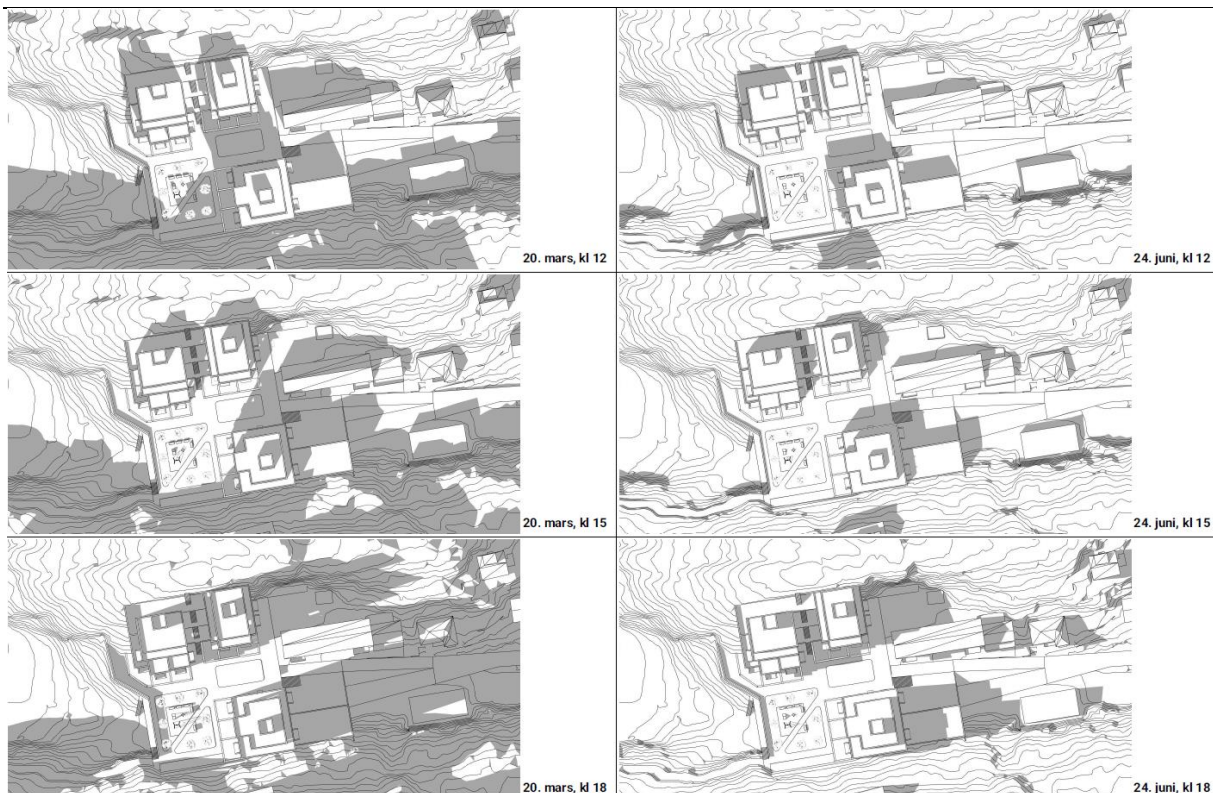 20. mars, kl 12
24. juni, kl 12
20. mars, kl 15
24. juni, kl 15
20. mars, kl 18
24. juni, kl 18